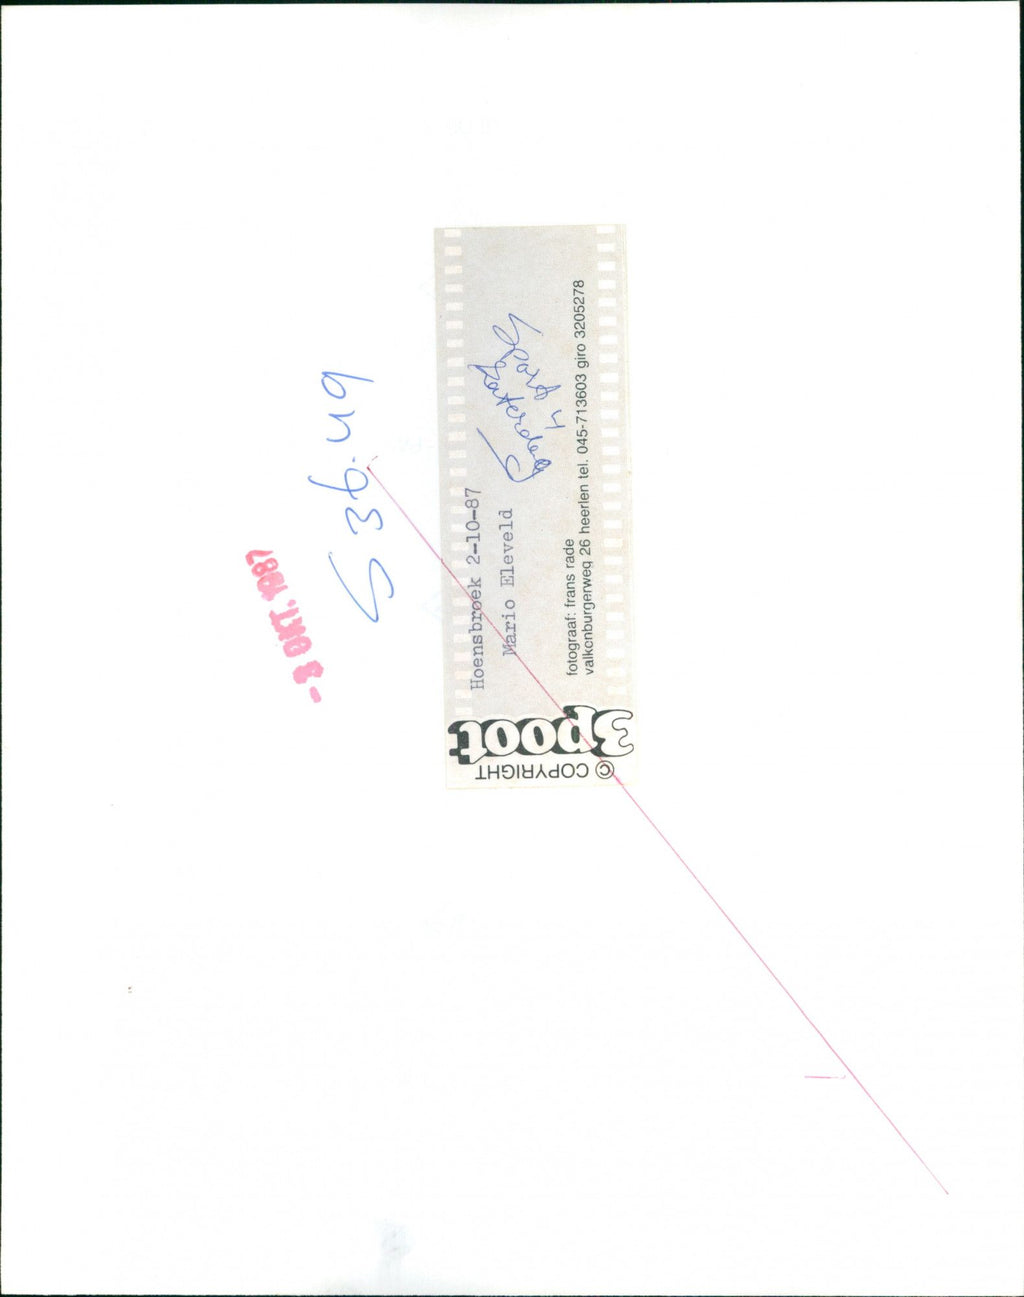 - 8 OKT. 1987
S 36.49
Hoensbroek 2-10-87
Mario Eleveld
Sport
zaterdag
4
fotograaf: frans rade
valkenburgerweg 26 heerlen tel. 045-713603 giro 3205278
© COPYRIGHT
3poot